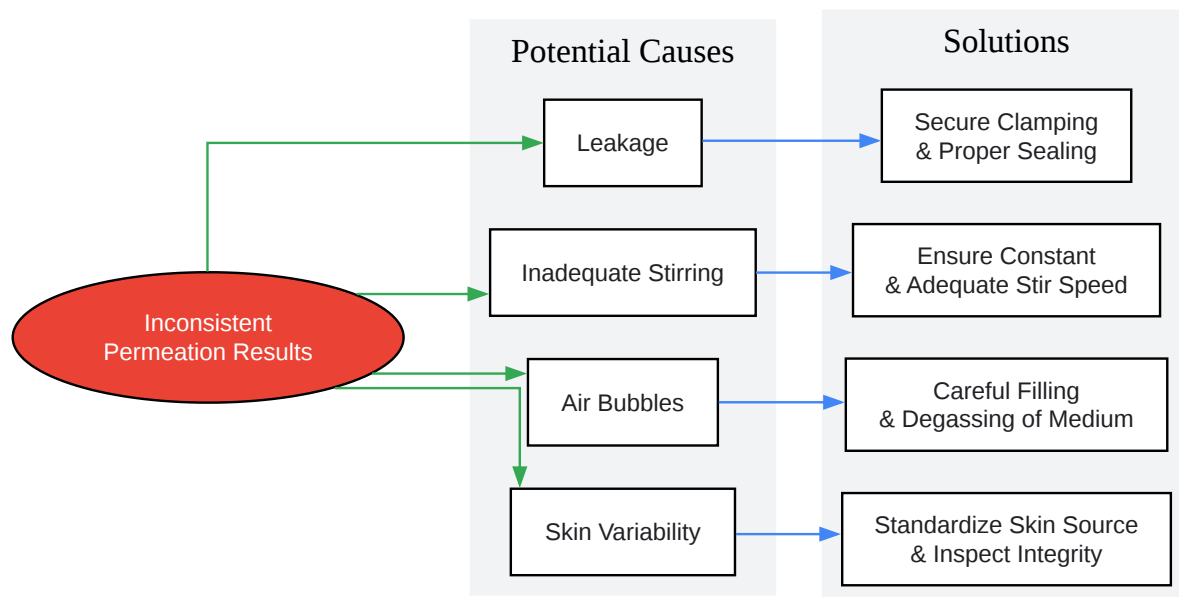 Potential Causes
Solutions
Leakage
Secure Clamping
& Proper Sealing
Inadequate Stirring
Ensure Constant
& Adequate Stir Speed
Inconsistent
Permeation Results
Air Bubbles
Careful Filling
& Degassing of Medium
Skin Variability
Standardize Skin Source
& Inspect Integrity